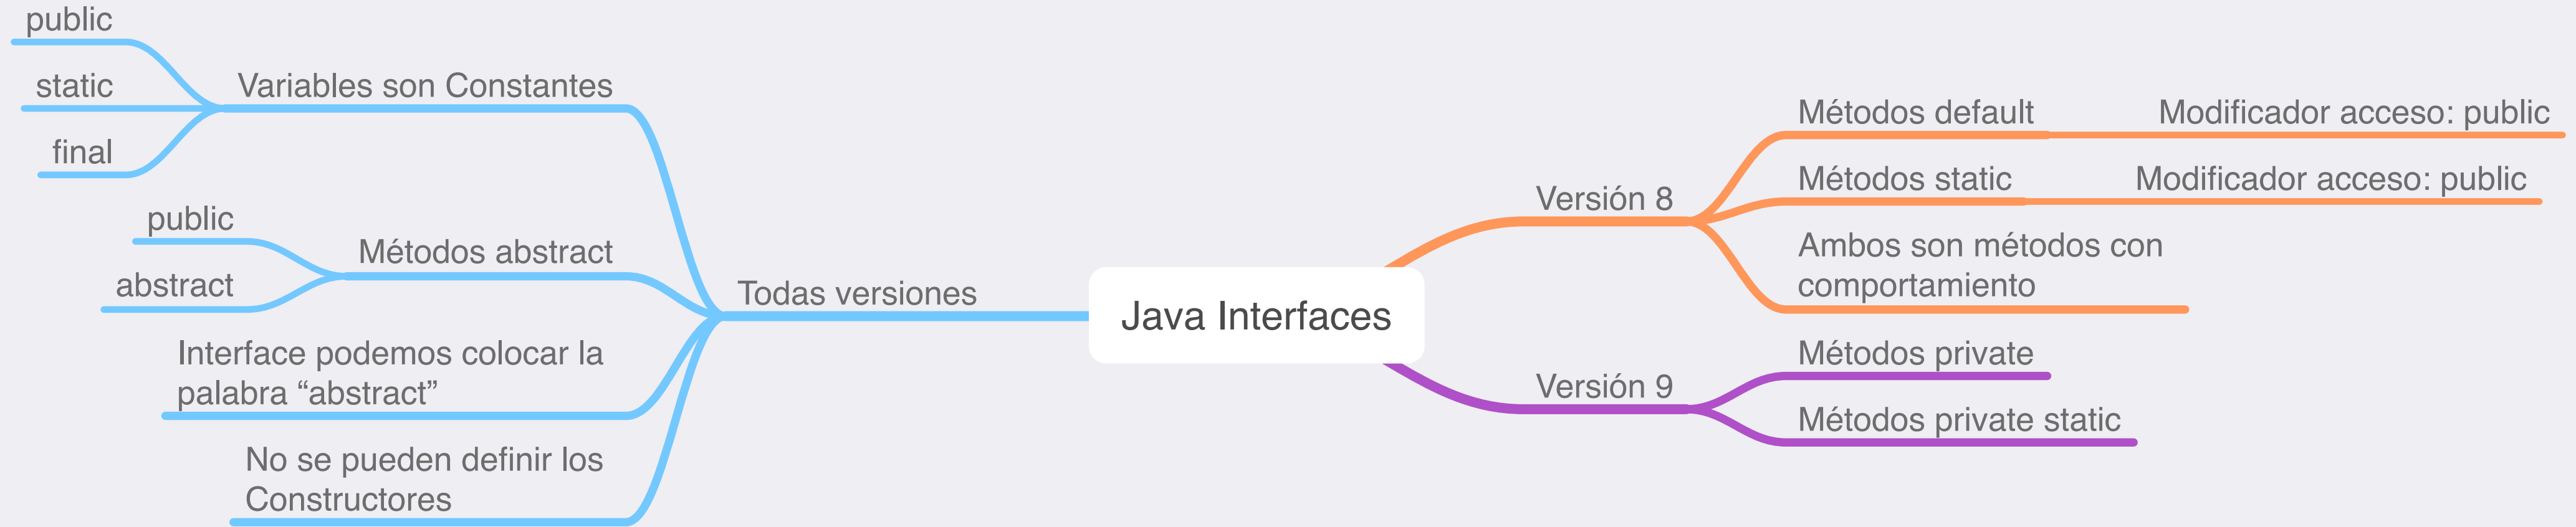 Java Interfaces
Todas versiones
Variables son Constantes
public
static
final
Métodos abstract
public
abstract
Interface podemos colocar la
palabra “abstract”
No se pueden definir los
Constructores
Versión 8
Métodos default
Modificador acceso: public
Métodos static
Modificador acceso: public
Ambos son métodos con
comportamiento
Versión 9
Métodos private
Métodos private static